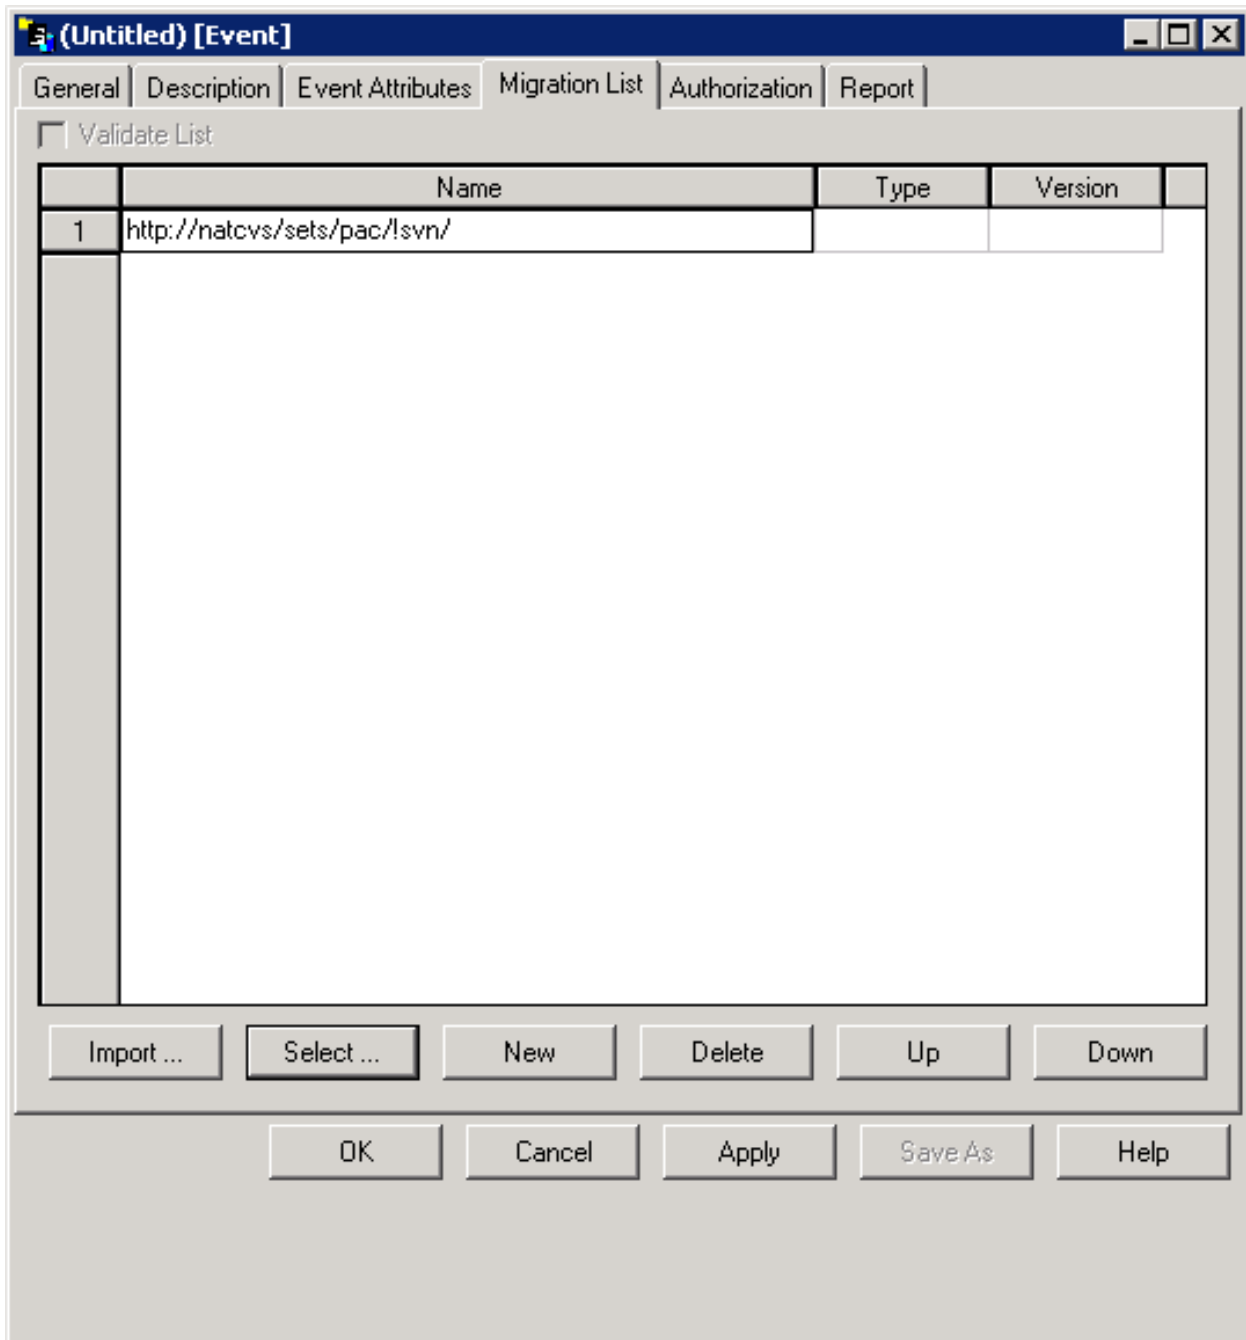 (Untitled) [Event]
General Description Event Attributes Migration List Authorization Report
Validate List
Name Type Version
1 http://natcvs/sets/pac/!svn/
Import ... Select ... New Delete Up Down
OK Cancel Apply Save As Help